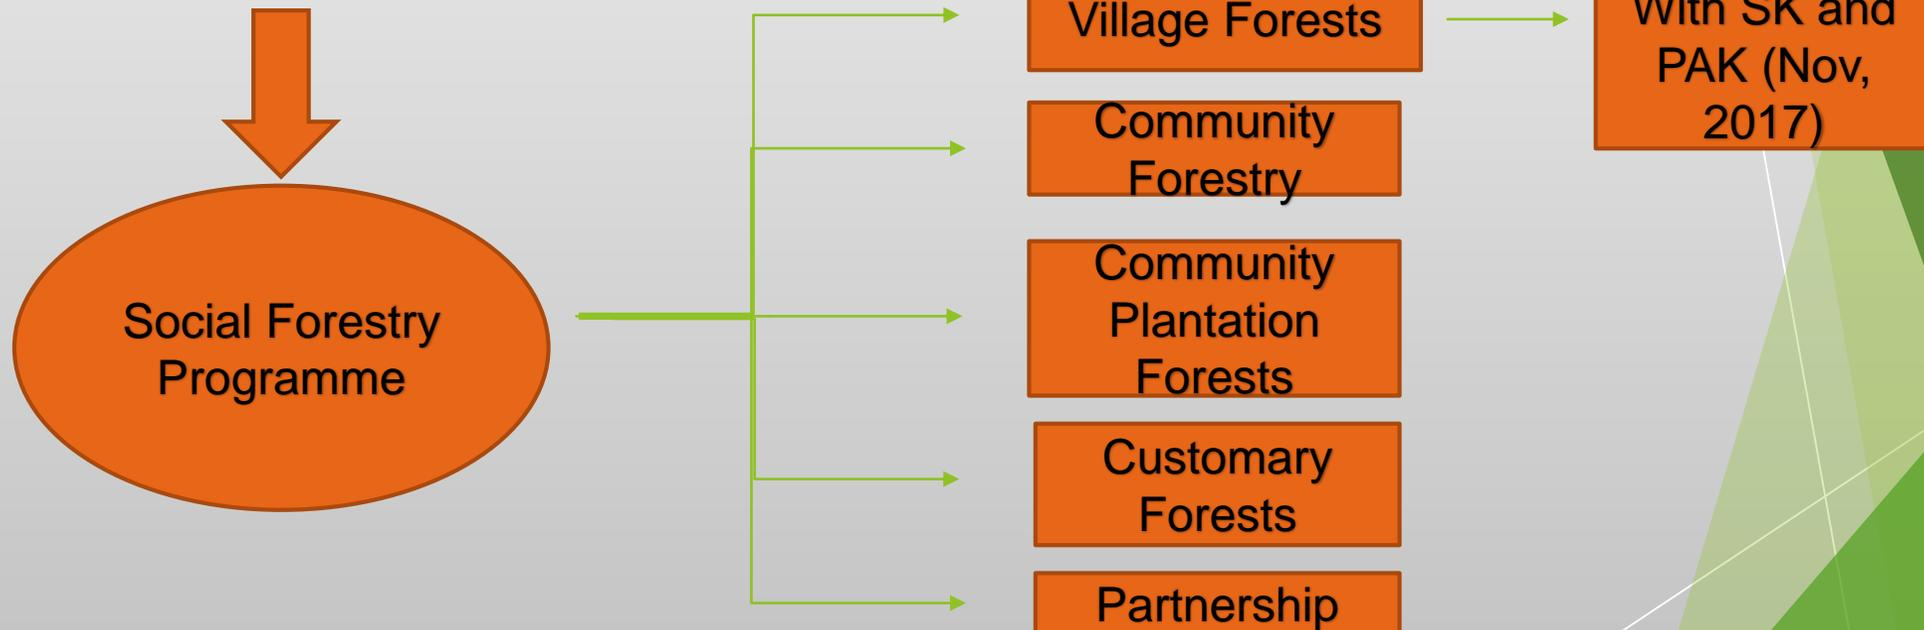 Village Forests
With SK and
PAK (Nov,
2017)
Community
Forestry
Community
Plantation
Forests
Social Forestry
Programme
Customary
Forests
Partnership